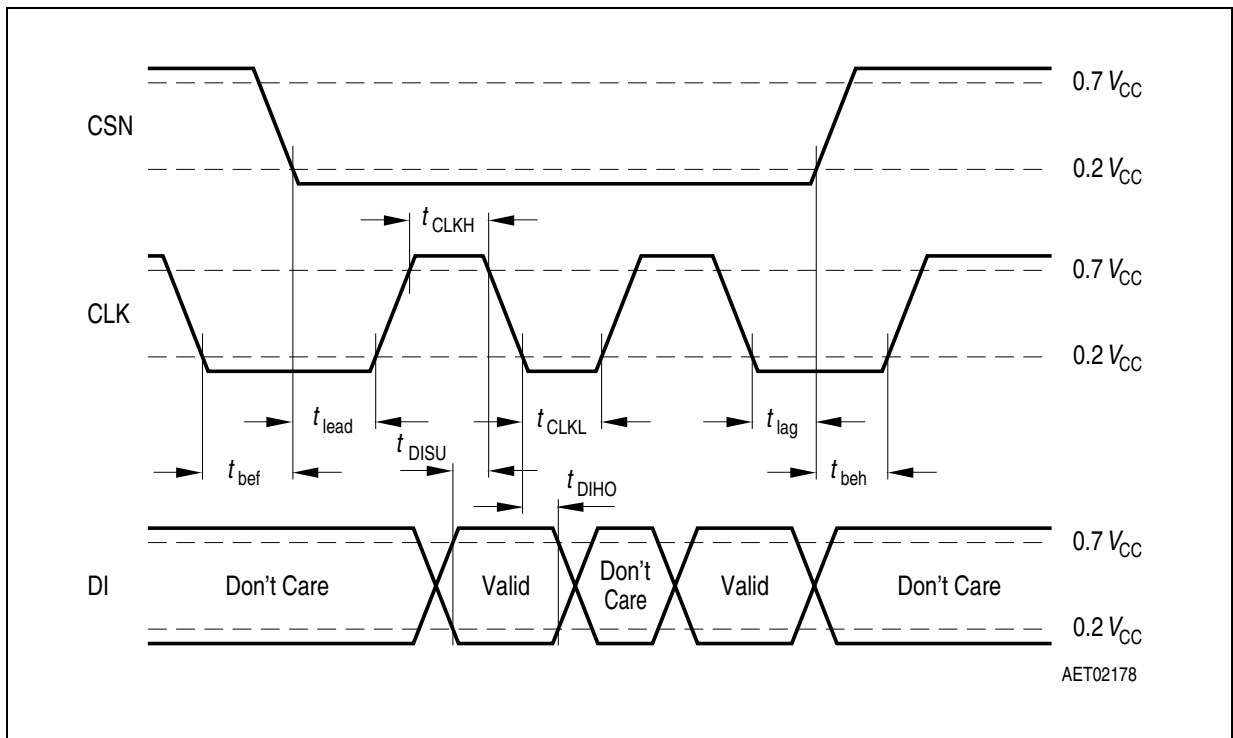 0.7 VCC
CSN
0.2 VCC
tCLKH
0.7 VCC
CLK
0.2 VCC
tlead
tCLKL
tlag
tDISU
tbef
tDIHO
tbeh
0.7 VCC
DI
Don't Care
Valid
Don't
Care
Valid
Don't Care
0.2 VCC
AET02178